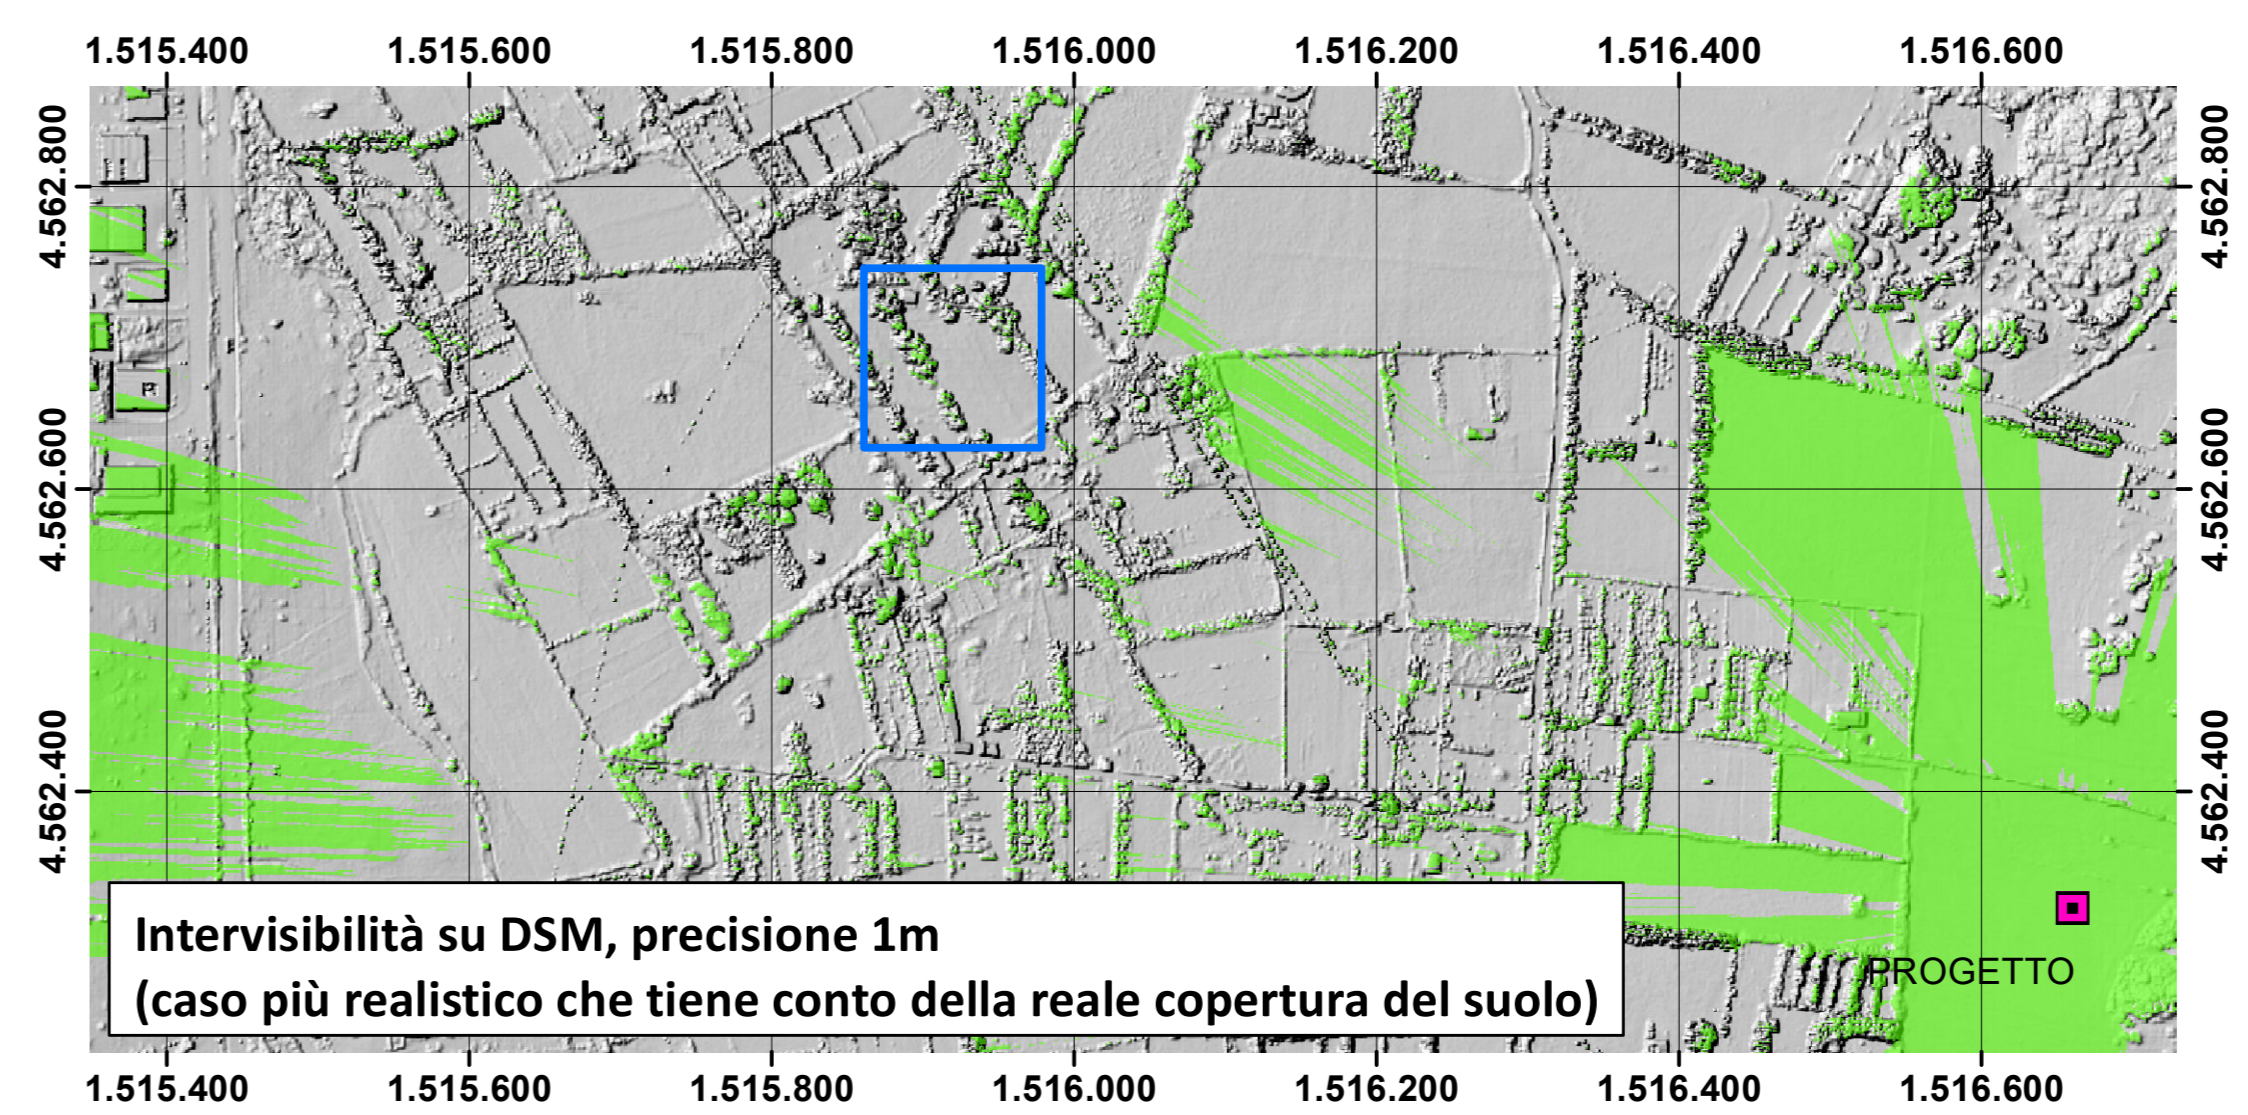 1.515.400 1.515.600 1.515.800 1.516.000 1.516.200 1.516.400 1.516.600
4.562.800 4.562.800
4.562.600 4.562.600
4.562.400 4.562.400
Intervisibilità su DSM, precisione 1m
(caso più realistico che tiene conto della reale copertura del suolo)
PROGETTO
1.515.400 1.515.600 1.515.800 1.516.000 1.516.200 1.516.400 1.516.600